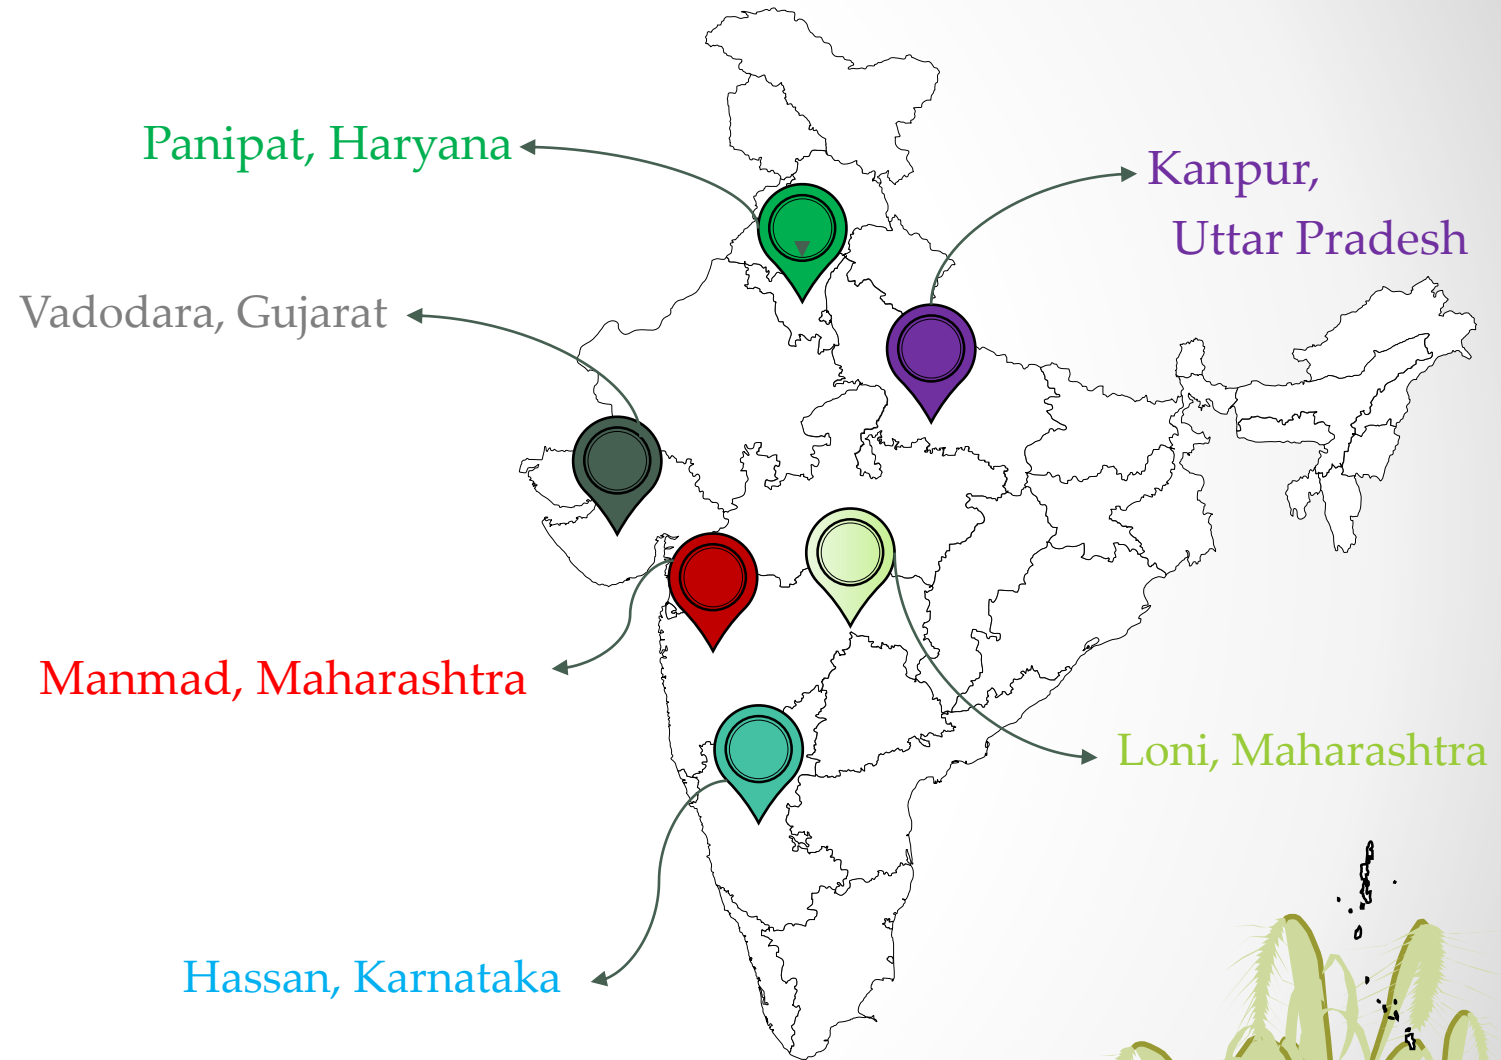 Panipat, Haryana
Kanpur,
Uttar Pradesh
Vadodara, Gujarat
Manmad, Maharashtra
Loni, Maharashtra
Hassan, Karnataka